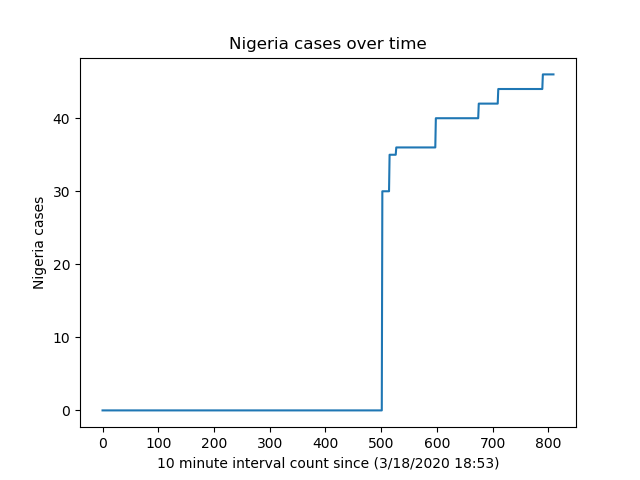 Nigeria cases over time
40
30
20
10
0
Nigeria cases
0 100 200 300 400 500 600 700 800
10 minute interval count since (3/18/2020 18:53)